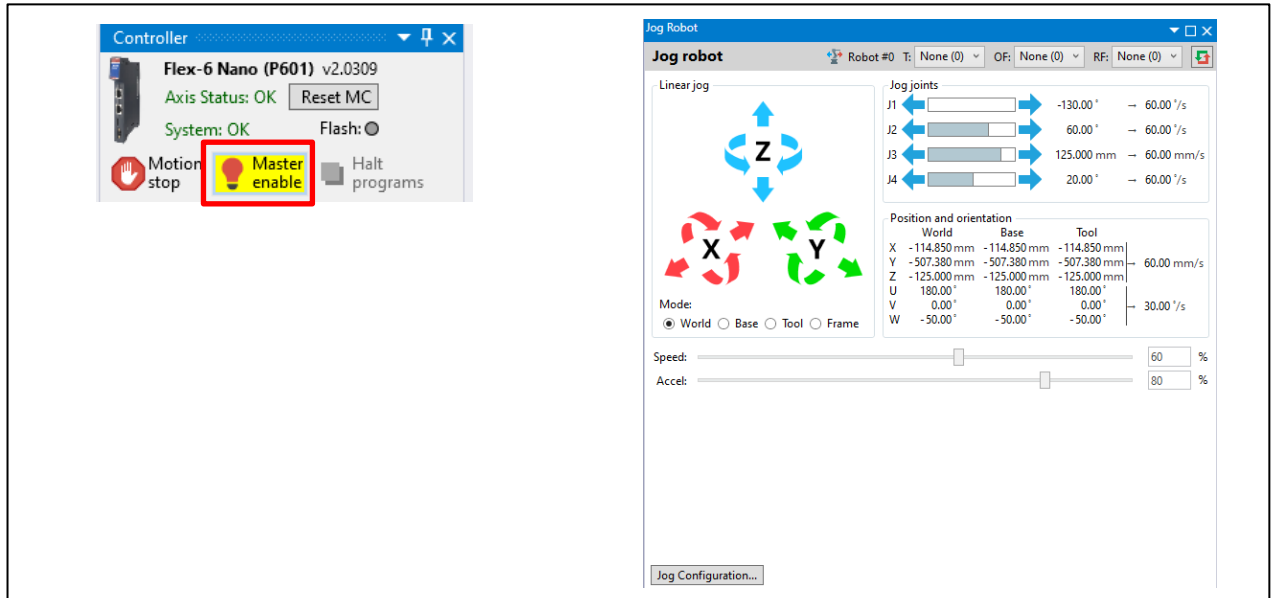 Controller
Flex-6 Nano (P601) v2.0309
Axis Status: OK Reset MC
System: OK Flash:
Motion stop
Master enable
Halt programs
Jog Robot
Jog robot Robot #0 T: None (0) OF: None (0) RF: None (0)
Linear jog
Z
X Y
Mode:
World Base Tool Frame
Jog joints
J1 -130.00 ° → 60.00 °/s
J2 60.00 ° → 60.00 °/s
J3 125.000 mm → 60.00 mm/s
J4 20.00 ° → 60.00 °/s
Position and orientation
World Base Tool
X -114.850 mm -114.850 mm -114.850 mm
Y -507.380 mm -507.380 mm -507.380 mm → 60.00 mm/s
Z -125.000 mm -125.000 mm -125.000 mm
U 180.00 ° 180.00 ° 180.00 °
V 0.00 ° 0.00 ° 0.00 ° → 30.00 °/s
W -50.00 ° -50.00 ° -50.00 °
Speed: 60 %
Accel: 80 %
Jog Configuration...